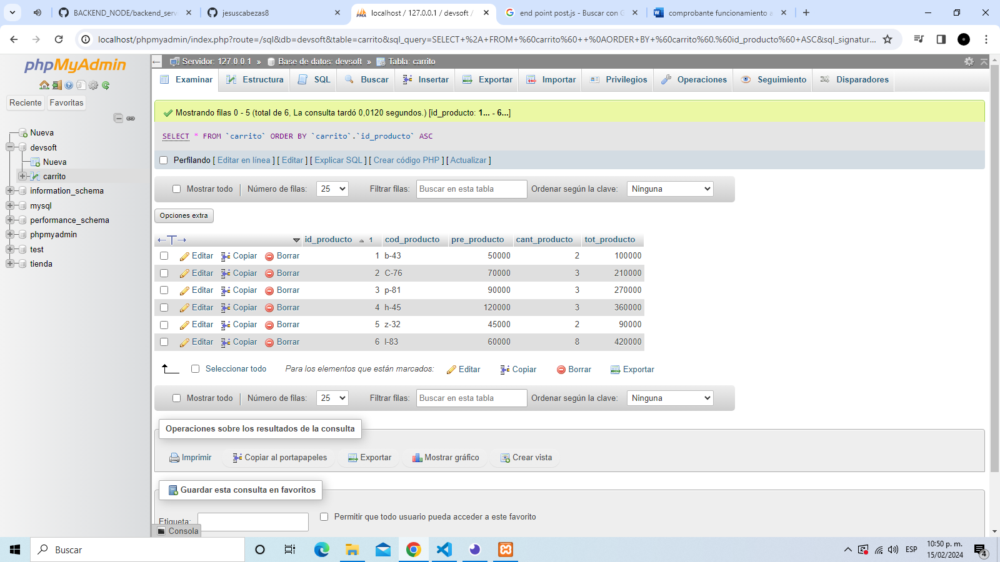 BACKEND_NODE/backend_serv
jesuscabezas8
localhost / 127.0.0.1 / devsoft /
end point post.js - Buscar con G
comprobante funcionamiento a
localhost/phpmyadmin/index.php?route=/sql&db=devsoft&table=carrito&sql_query=SELECT+%2A+FROM+%60carrito%60++%0AORDER+BY+%60carrito%60.%60id_producto%60+ASC&sql_signatur...
phpMyAdmin
Reciente Favoritas
Nueva
devsoft
Nueva
carrito
information_schema
mysql
performance_schema
phpmyadmin
test
tienda
Servidor: 127.0.0.1 » Base de datos: devsoft » Tabla: carrito
Examinar Estructura SQL Buscar Insertar Exportar Importar Privilegios Operaciones Seguimiento Disparadores
Mostrando filas 0 - 5 (total de 6, La consulta tardó 0,0120 segundos.) [id_producto: 1... - 6...]
SELECT * FROM `carrito` ORDER BY `carrito`.`id_producto` ASC
Perfilando [ Editar en línea ] [ Editar ] [ Explicar SQL ] [ Crear código PHP ] [ Actualizar ]
Mostrar todo | Número de filas: 25 Filtrar filas: Buscar en esta tabla Ordenar según la clave: Ninguna
Opciones extra
id_producto 1 cod_producto pre_producto cant_producto tot_producto
Editar Copiar Borrar 1 b-43 50000 2 100000
Editar Copiar Borrar 2 C-76 70000 3 210000
Editar Copiar Borrar 3 p-81 90000 3 270000
Editar Copiar Borrar 4 h-45 120000 3 360000
Editar Copiar Borrar 5 z-32 45000 2 90000
Editar Copiar Borrar 6 l-83 60000 8 420000
Seleccionar todo Para los elementos que están marcados: Editar Copiar Borrar Exportar
Mostrar todo | Número de filas: 25 Filtrar filas: Buscar en esta tabla Ordenar según la clave: Ninguna
Operaciones sobre los resultados de la consulta
Imprimir Copiar al portapapeles Exportar Mostrar gráfico Crear vista
Guardar esta consulta en favoritos
Etiqueta: Permitir que todo usuario pueda acceder a este favorito
Consola
Buscar
ESP
10:50 p. m.
15/02/2024
4